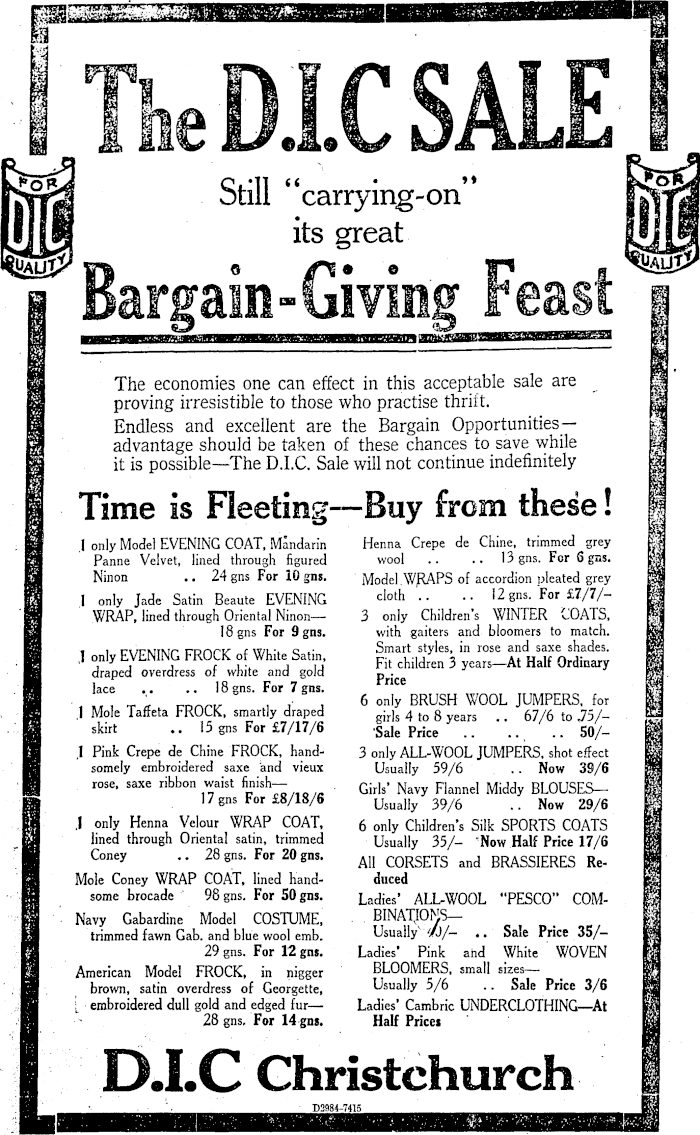 The D.I.C SALE
Still "carrying-on"
its great
Bargain-Giving Feast
FOR
DIC
QUALITY
FOR
DIC
QUALITY
The economies one can effect in this acceptable sale are
proving irresistible to those who practise thrift.
Endless and excellent are the Bargain Opportunities—
advantage should be taken of these chances to save while
it is possible—The D.I.C. Sale will not continue indefinitely
Time is Fleeting—Buy from these!
1 only Model EVENING COAT, Mandarin
Panne Velvet, lined through figured
Ninon .. 24 gns For 10 gns.
1 only Jade Satin Beaute EVENING
WRAP, lined through Oriental Ninon—
18 gns For 9 gns.
1 only EVENING FROCK of White Satin,
draped overdress of white and gold
lace .. .. 18 gns. For 7 gns.
1 Mole Taffeta FROCK, smartly draped
skirt .. 15 gns For £7/17/6
1 Pink Crepe de Chine FROCK, hand-
somely embroidered saxe and vieux
rose, saxe ribbon waist finish—
17 gns For £8/18/6
1 only Henna Velour WRAP COAT,
lined through Oriental satin, trimmed
Coney .. 28 gns. For 20 gns.
Mole Coney WRAP COAT, lined hand-
some brocade 98 gns. For 50 gns.
Navy Gabardine Model COSTUME,
trimmed fawn Gab. and blue wool emb.
29 gns. For 12 gns.
American Model FROCK, in nigger
brown, satin overdress of Georgette,
embroidered dull gold and edged fur—
28 gns. For 14 gns.
Henna Crepe de Chine, trimmed grey
wool .. .. 13 gns. For 6 gns.
Model WRAPS of accordion pleated grey
cloth .. .. 12 gns. For £7/7/-
3 only Children's WINTER COATS,
with gaiters and bloomers to match.
Smart styles, in rose and saxe shades.
Fit children 3 years—At Half Ordinary
Price
6 only BRUSH WOOL JUMPERS, for
girls 4 to 8 years .. 67/6 to 75/-
Sale Price .. .. .. 50/-
3 only ALL-WOOL JUMPERS, shot effect
Usually 59/6 .. Now 39/6
Girls' Navy Flannel Middy BLOUSES—
Usually 39/6 .. Now 29/6
6 only Children's Silk SPORTS COATS
Usually 35/- Now Half Price 17/6
All CORSETS and BRASSIERES Re-
duced
Ladies' ALL-WOOL "PESCO" COM-
BINATIONS—
Usually .. Sale Price 35/-
Ladies' Pink and White WOVEN
BLOOMERS, small sizes—
Usually 5/6 .. Sale Price 3/6
Ladies' Cambric UNDERCLOTHING—At
Half Prices
D.I.C Christchurch
D2984-7415